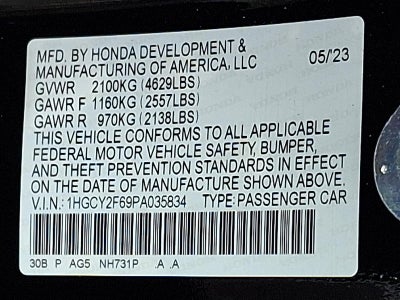 MFD. BY HONDA DEVELOPMENT &
MANUFACTURING OF AMERICA, LLC 05/23
GVWR 2100KG (4629LBS)
GAWR F 1160KG (2557LBS)
GAWR R 970KG (2138LBS)
THIS VEHICLE CONFORMS TO ALL APPLICABLE
FEDERAL MOTOR VEHICLE SAFETY, BUMPER,
AND THEFT PREVENTION STANDARDS IN EFFECT
ON THE DATE OF MANUFACTURE SHOWN ABOVE.
V.I.N.: 1HGCY2F69PA035834 TYPE: PASSENGER CAR
30B P AG5 NH731P .A .A